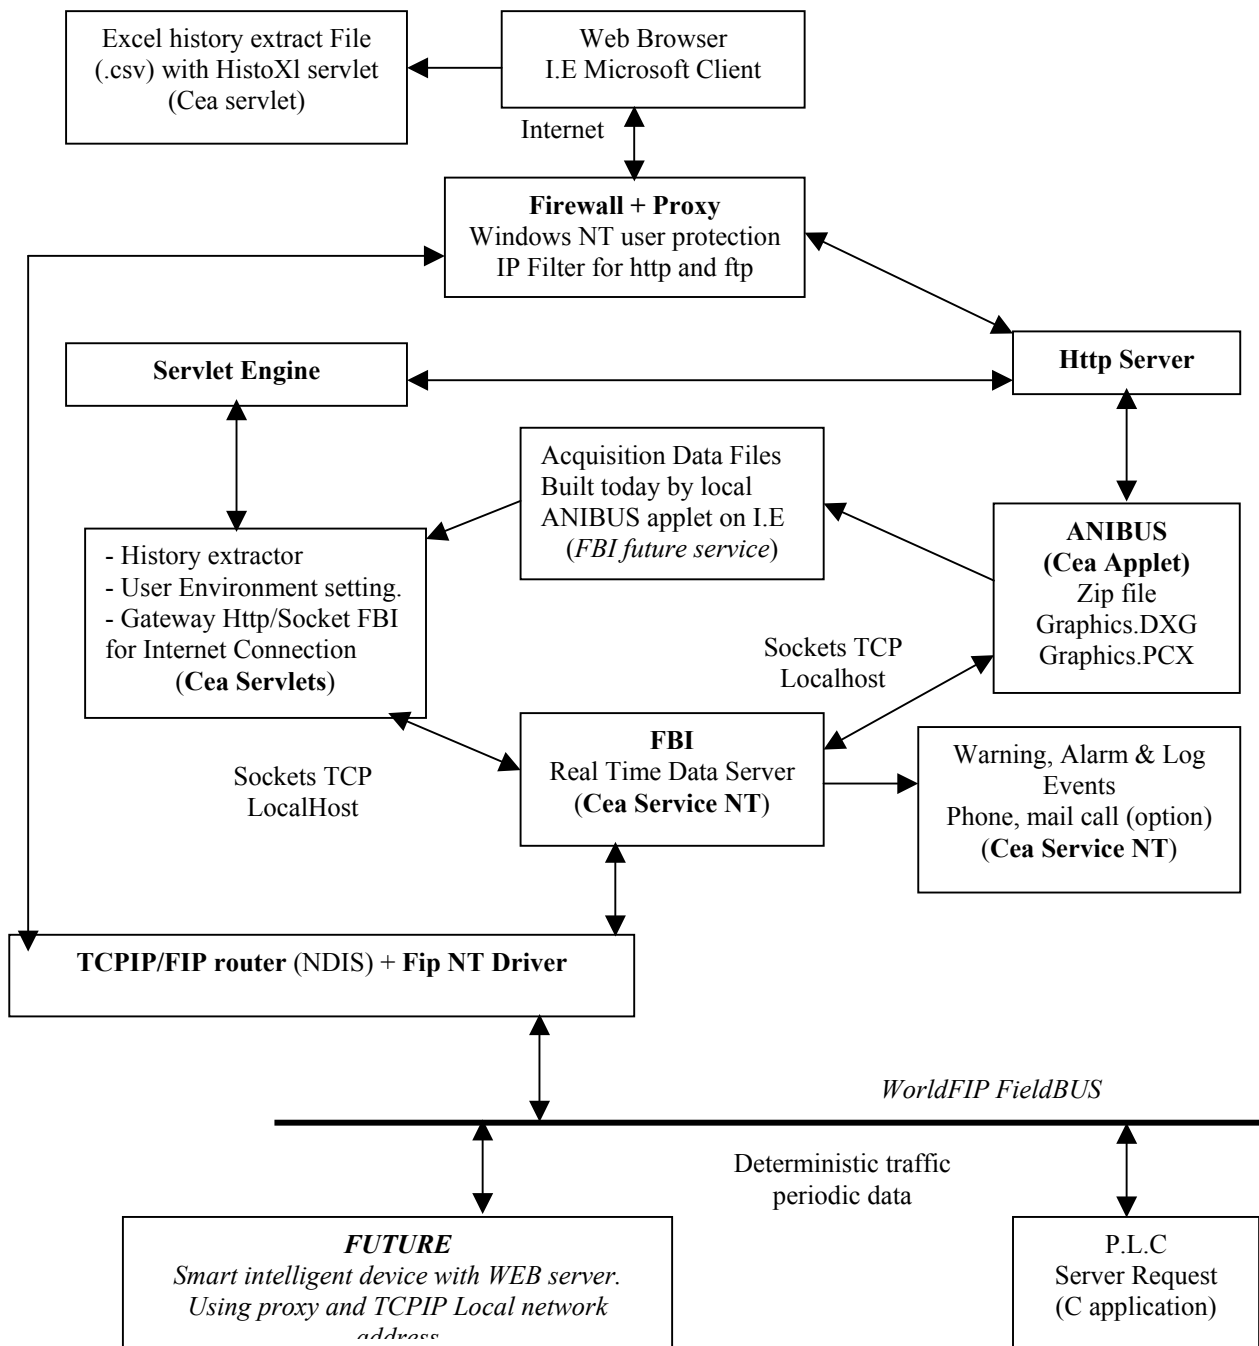 Excel history extract File
(.csv) with HistoXl servlet
(Cea servlet)
Web Browser
I.E Microsoft Client
Internet
Firewall + Proxy
Windows NT user protection
IP Filter for http and ftp
Servlet Engine
Http Server
Acquisition Data Files
Built today by local
ANIBUS applet on I.E
(FBI future service)
ANIBUS
(Cea Applet)
Zip file
Graphics.DXG
Graphics.PCX
- History extractor
- User Environment setting.
- Gateway Http/Socket FBI
for Internet Connection
(Cea Servlets)
Sockets TCP
Localhost
FBI
Real Time Data Server
(Cea Service NT)
Sockets TCP
LocalHost
Warning, Alarm & Log
Events
Phone, mail call (option)
(Cea Service NT)
TCPIP/FIP router (NDIS) + Fip NT Driver
WorldFIP FieldBUS
Deterministic traffic
periodic data
FUTURE
Smart intelligent device with WEB server.
Using proxy and TCPIP Local network
address
P.L.C
Server Request
(C application)